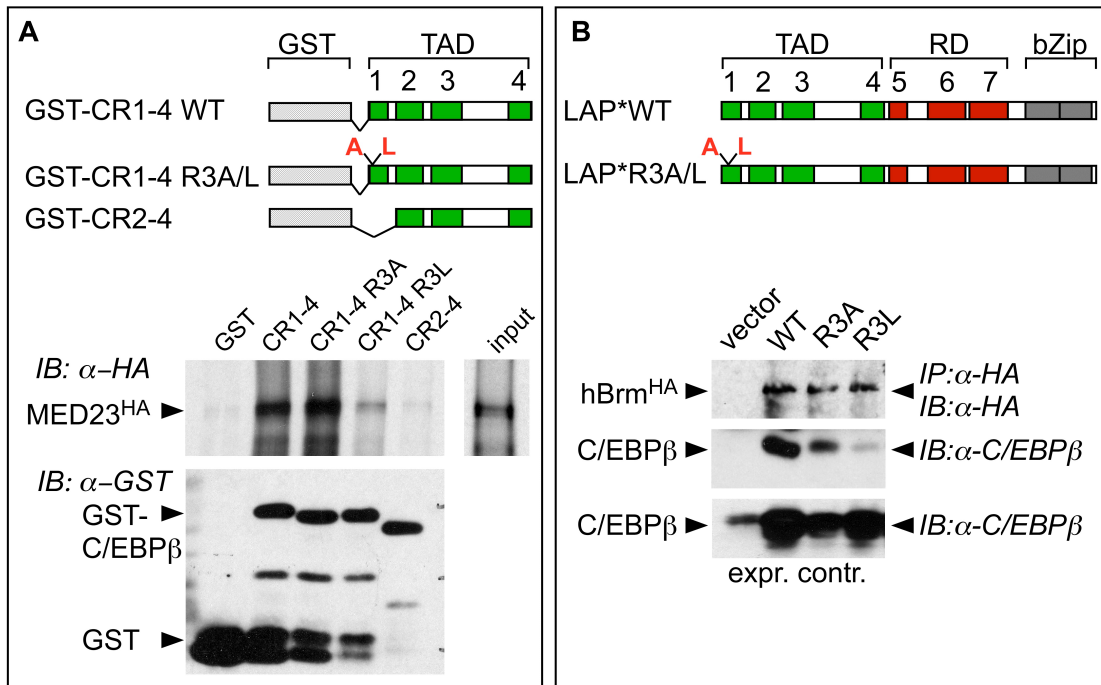 A
GST TAD
1 2 3 4
GST-CR1-4 WT
A L
GST-CR1-4 R3A/L
GST-CR2-4
GST CR1-4 CR1-4 R3A CR1-4 R3L CR2-4 input
IB: α–HA
MED23HA
IB: α–GST
GST-
C/EBPβ
GST
B
TAD RD bZip
1 2 3 4 5 6 7
LAP*WT
A L
LAP*R3A/L
vector WT R3A R3L
hBrmHA IP:α-HA
IB:α-HA
C/EBPβ IB:α-C/EBPβ
C/EBPβ IB:α-C/EBPβ
expr. contr.